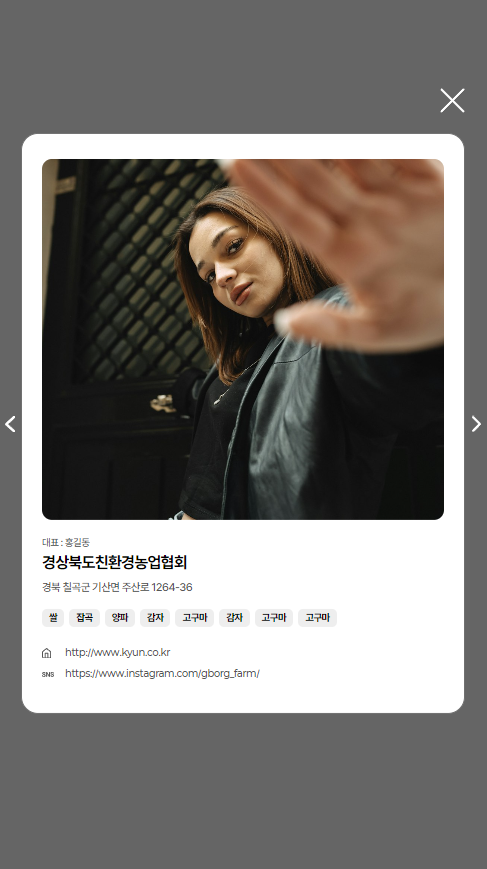 대표 : 홍길동
경상북도친환경농업협회
경북 칠곡군 기산면 주산로 1264-36
쌀 잡곡 양파 감자 고구마 감자 고구마 고구마
http://www.kyun.co.kr
SNS https://www.instagram.com/gborg_farm/